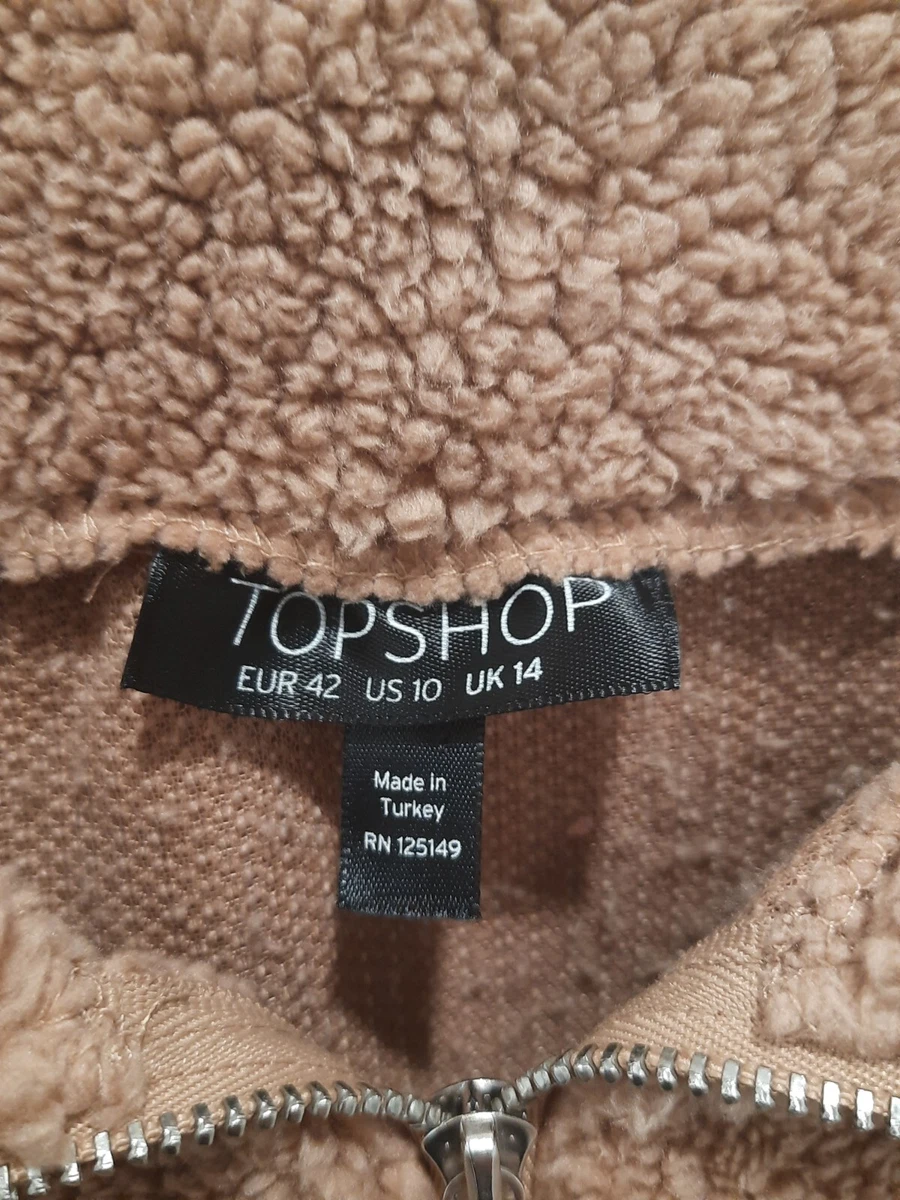 TOPSHOP
EUR 42 US 10 UK 14
Made in
Turkey
RN 125149